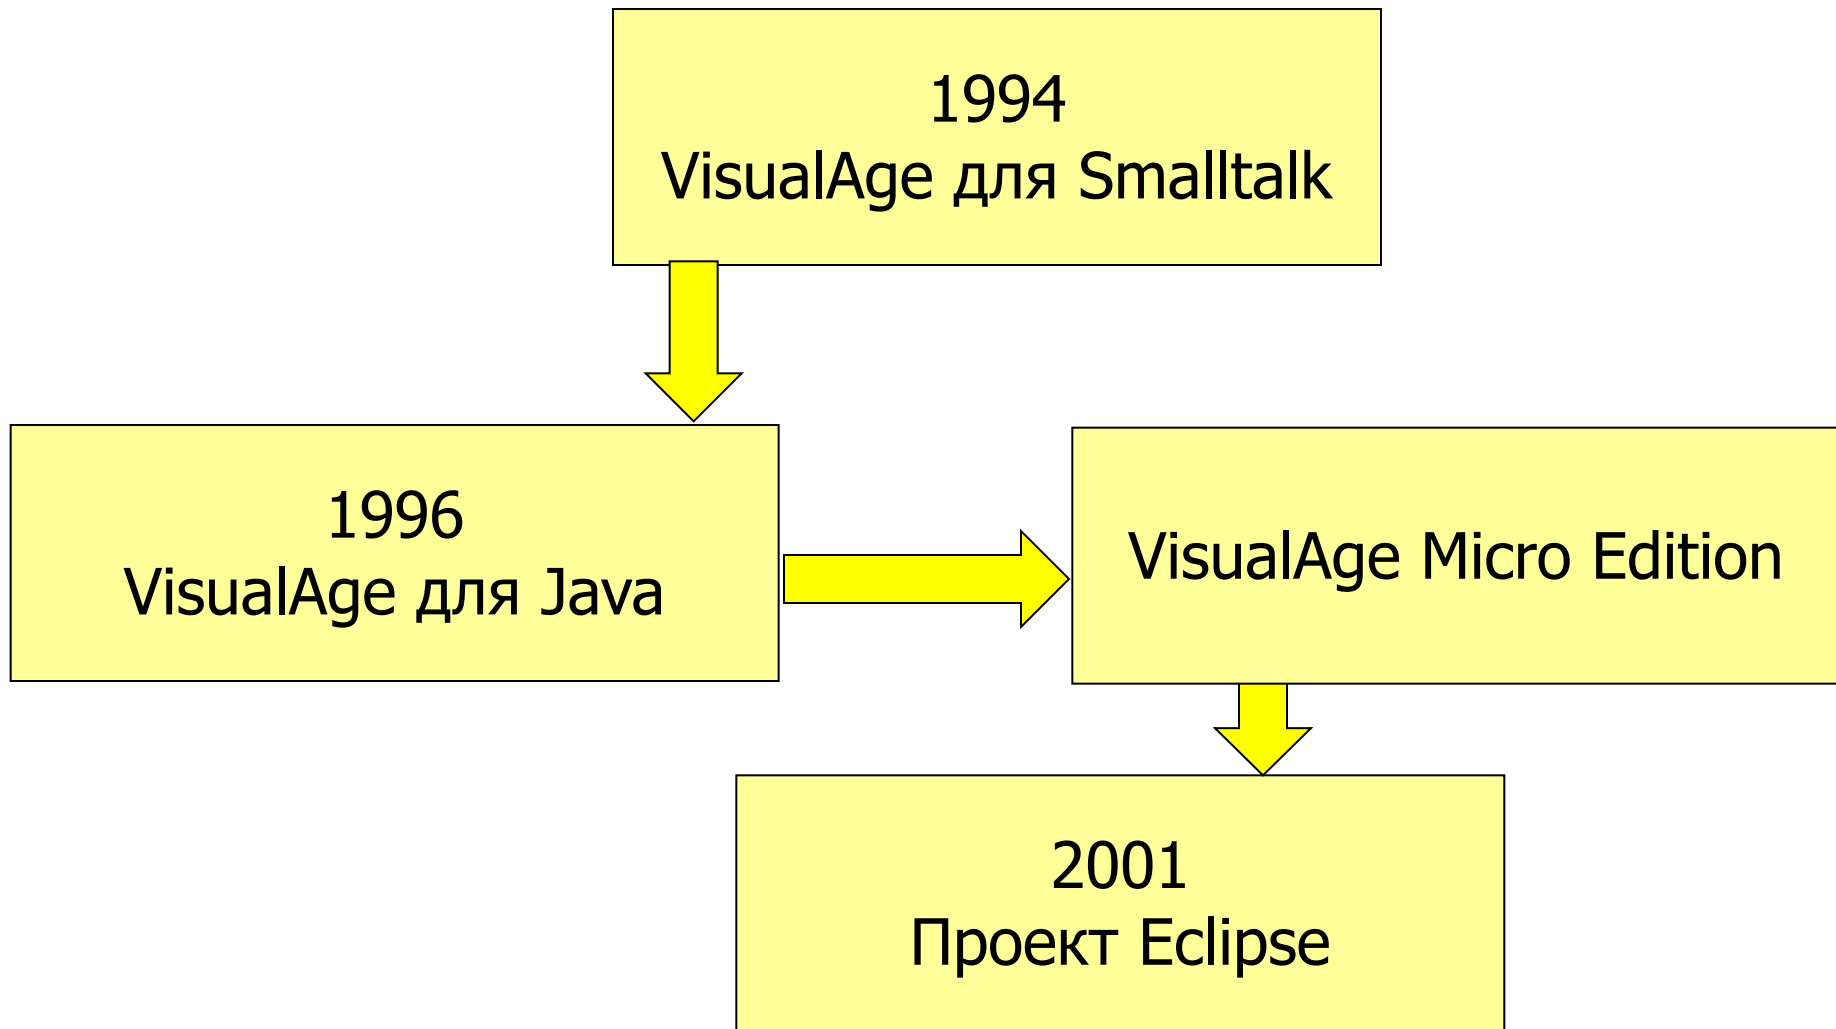 1994
VisualAge для Smalltalk
1996
VisualAge для Java
VisualAge Micro Edition
2001
Проект Eclipse